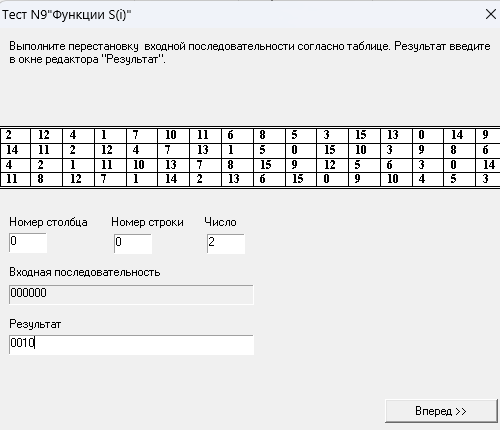 Тест N9"Функции S(i)"
Выполните перестановку входной последовательности согласно таблице. Результат введите
в окне редактора "Результат".
2 12 4 1 7 10 11 6 8 5 3 15 13 0 14 9
14 11 2 12 4 7 13 1 5 0 15 10 3 9 8 6
4 2 1 11 10 13 7 8 15 9 12 5 6 3 0 14
11 8 12 7 1 14 2 13 6 15 0 9 10 4 5 3
Номер столбца Номер строки Число
0 0 2
Входная последовательность
000000
Результат
0010
Вперед >>